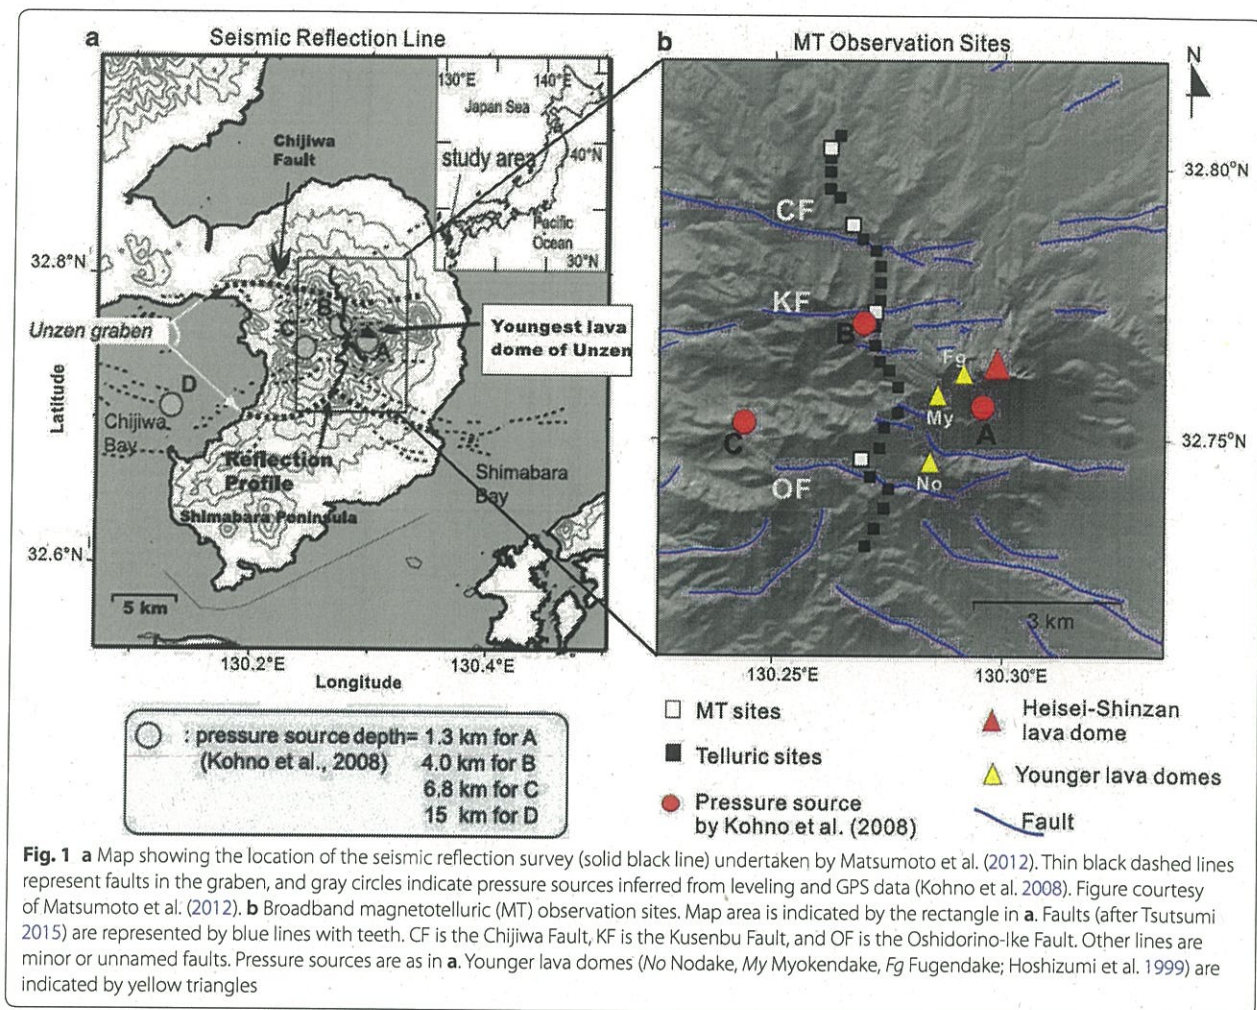 a
Seismic Reflection Line
130°E
140°E
Japan Sea
Chijiwa
Fault
study area
40°N
Pacific
Ocean
30°N
32.8°N
B
C
A
Unzen graben
Youngest lava
dome of Unzen
D
Latitude
Chijiwa
Bay
Reflection
Profile
Shimabara
Bay
Shimabara Peninsula
32.6°N
5 km
130.2°E
130.4°E
Longitude
: pressure source depth= 1.3 km for A
(Kohno et al., 2008) 4.0 km for B
6.8 km for C
15 km for D
b
MT Observation Sites
N
32.80°N
CF
KF
B
Fg
My
A
C
32.75°N
OF
No
3 km
130.25°E
130.30°E
MT sites
Telluric sites
Pressure source
by Kohno et al. (2008)
Heisei-Shinzan
lava dome
Younger lava domes
Fault
Fig. 1 a Map showing the location of the seismic reflection survey (solid black line) undertaken by Matsumoto et al. (2012). Thin black dashed lines
represent faults in the graben, and gray circles indicate pressure sources inferred from leveling and GPS data (Kohno et al. 2008). Figure courtesy
of Matsumoto et al. (2012). b Broadband magnetotelluric (MT) observation sites. Map area is indicated by the rectangle in a. Faults (after Tsutsumi
2015) are represented by blue lines with teeth. CF is the Chijiwa Fault, KF is the Kusenbu Fault, and OF is the Oshidorino-Ike Fault. Other lines are
minor or unnamed faults. Pressure sources are as in a. Younger lava domes (No Nodake, My Myokendake, Fg Fugendake; Hoshizumi et al. 1999) are
indicated by yellow triangles